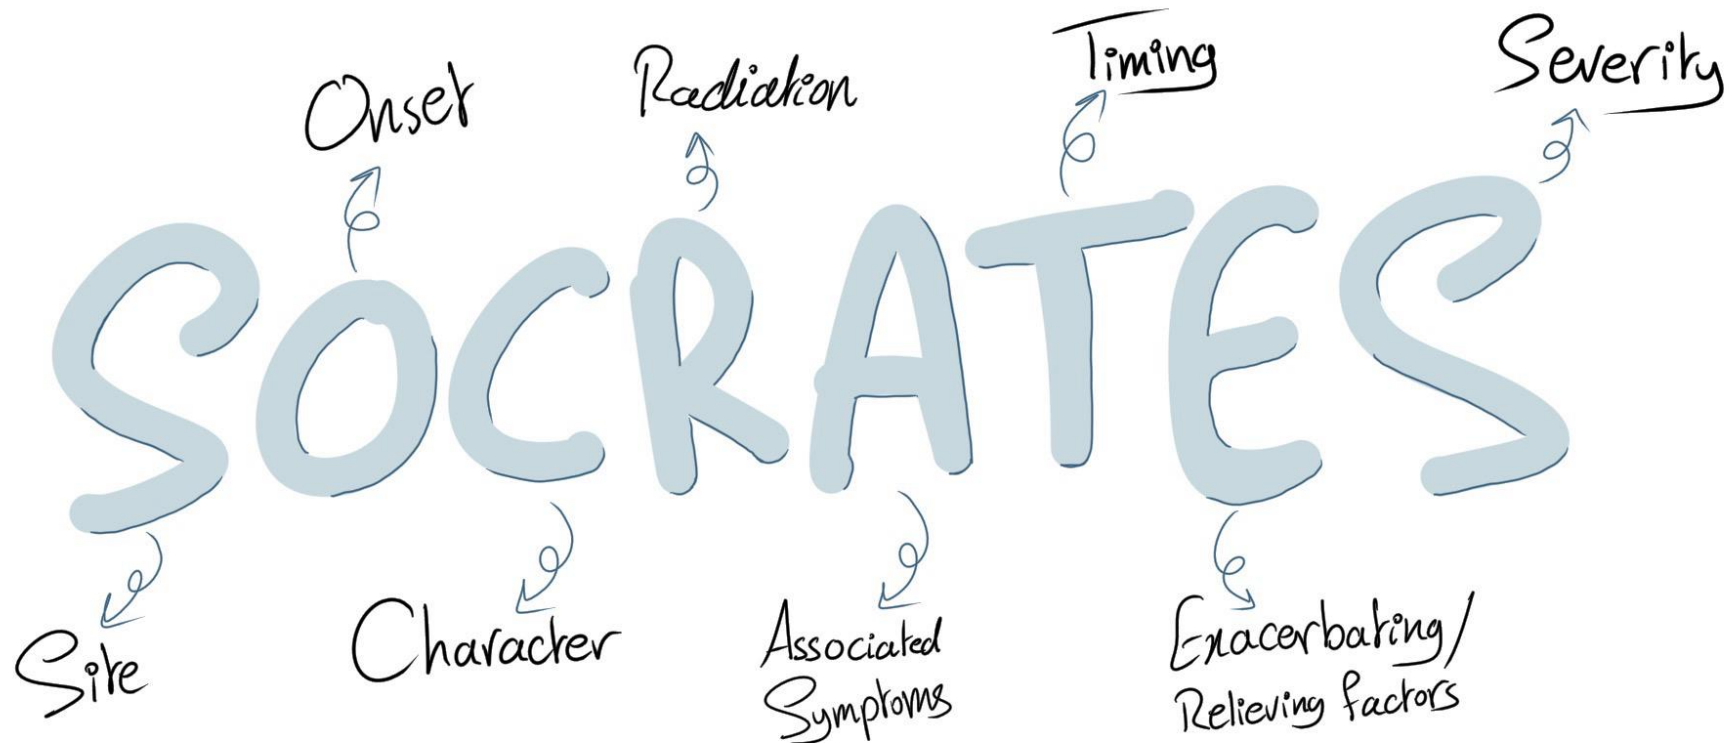 Onset
Radiation
Timing
Severity
SOCRATES
Site
Character
Associated
Symptoms
Exacerbating/
Relieving factors